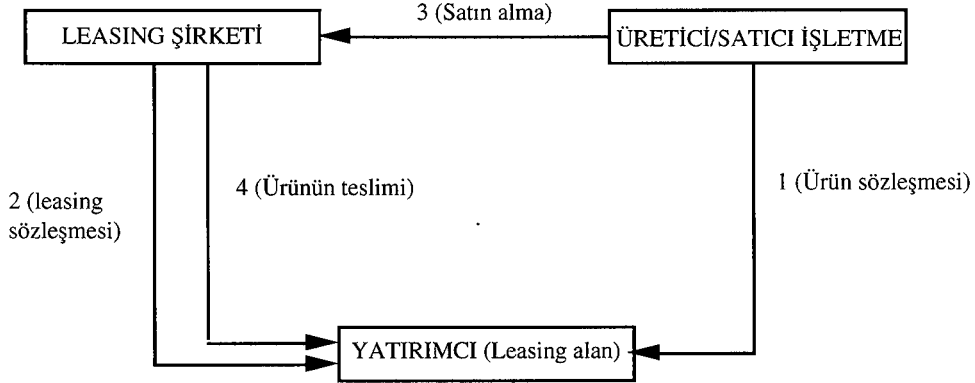 3 (Satın alma)
LEASING ŞİRKETİ
ÜRETİCİ/SATICI İŞLETME
4 (Ürünün teslimi)
1 (Ürün sözleşmesi)
2 (leasing
sözleşmesi)
YATIRIMCI (Leasing alan)